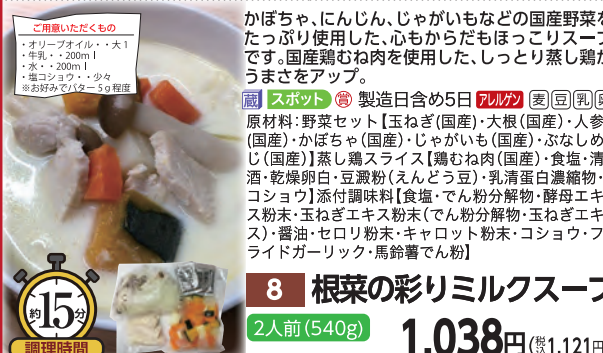 ご用意いただくもの
・オリーブオイル・・大1
・牛乳・・200ml
・水・・200ml
・塩コショウ・・少々
※お好みでバター5g程度
かぼちゃ、にんじん、じゃがいもなどの国産野菜を
たっぷり使用した、心もからだもほっこりスープ
です。国産鶏むね肉を使用した、しっとり蒸し鶏が
うまさをアップ。
蔵 スポット 賞 製造日含め5日 アレルゲン 麦 豆 乳
原材料:野菜セット【玉ねぎ(国産)・大根(国産)・人参
(国産)・かぼちゃ(国産)・じゃがいも(国産)・ぶなしめ
じ(国産)】蒸し鶏スライス【鶏むね肉(国産)・食塩・清
酒・乾燥卵白・豆澱粉(えんどう豆)・乳清蛋白濃縮物・
コショウ】添付調味料【食塩・でん粉分解物・酵母エキ
ス粉末・玉ねぎエキス粉末(でん粉分解物・玉ねぎエキ
ス)・醤油・セロリ粉末・キャロット粉末・コショウ・フ
ライドガーリック・馬鈴薯でん粉】
8 根菜の彩りミルクスープ
2人前(540g)
1,038円(税込1,121円
約15分
調理時間